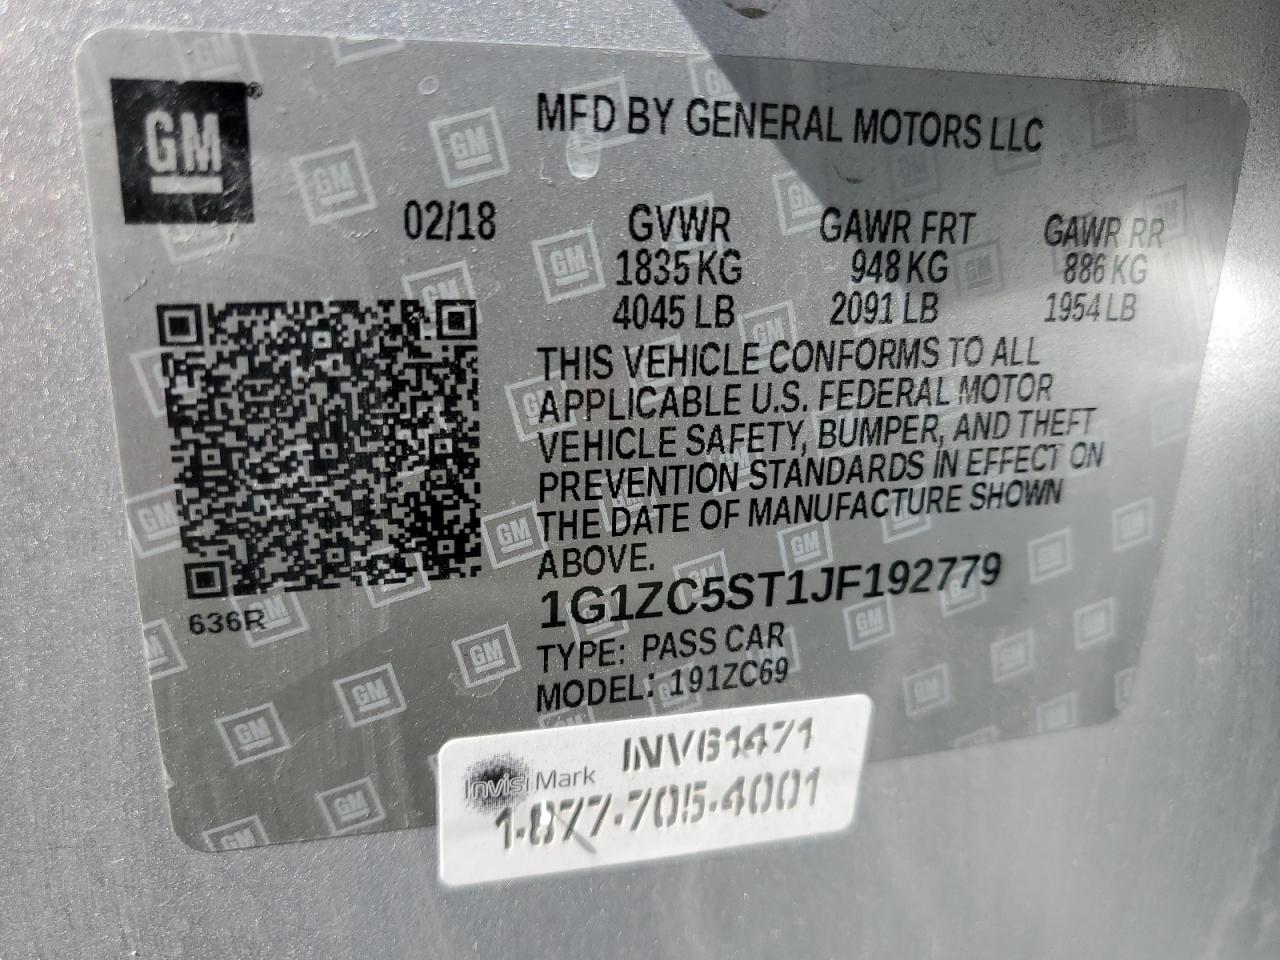 GM
MFD BY GENERAL MOTORS LLC
02/18
GVWR GAWR FRT GAWR RR
1835 KG 948 KG 886 KG
4045 LB 2091 LB 1954 LB
THIS VEHICLE CONFORMS TO ALL
APPLICABLE U.S. FEDERAL MOTOR
VEHICLE SAFETY, BUMPER, AND THEFT
PREVENTION STANDARDS IN EFFECT ON
THE DATE OF MANUFACTURE SHOWN
ABOVE.
1G1ZC5ST1JF192779
636R
TYPE: PASS CAR
MODEL: 191ZC69
InvisiMark INV61471
1-877-705-4001